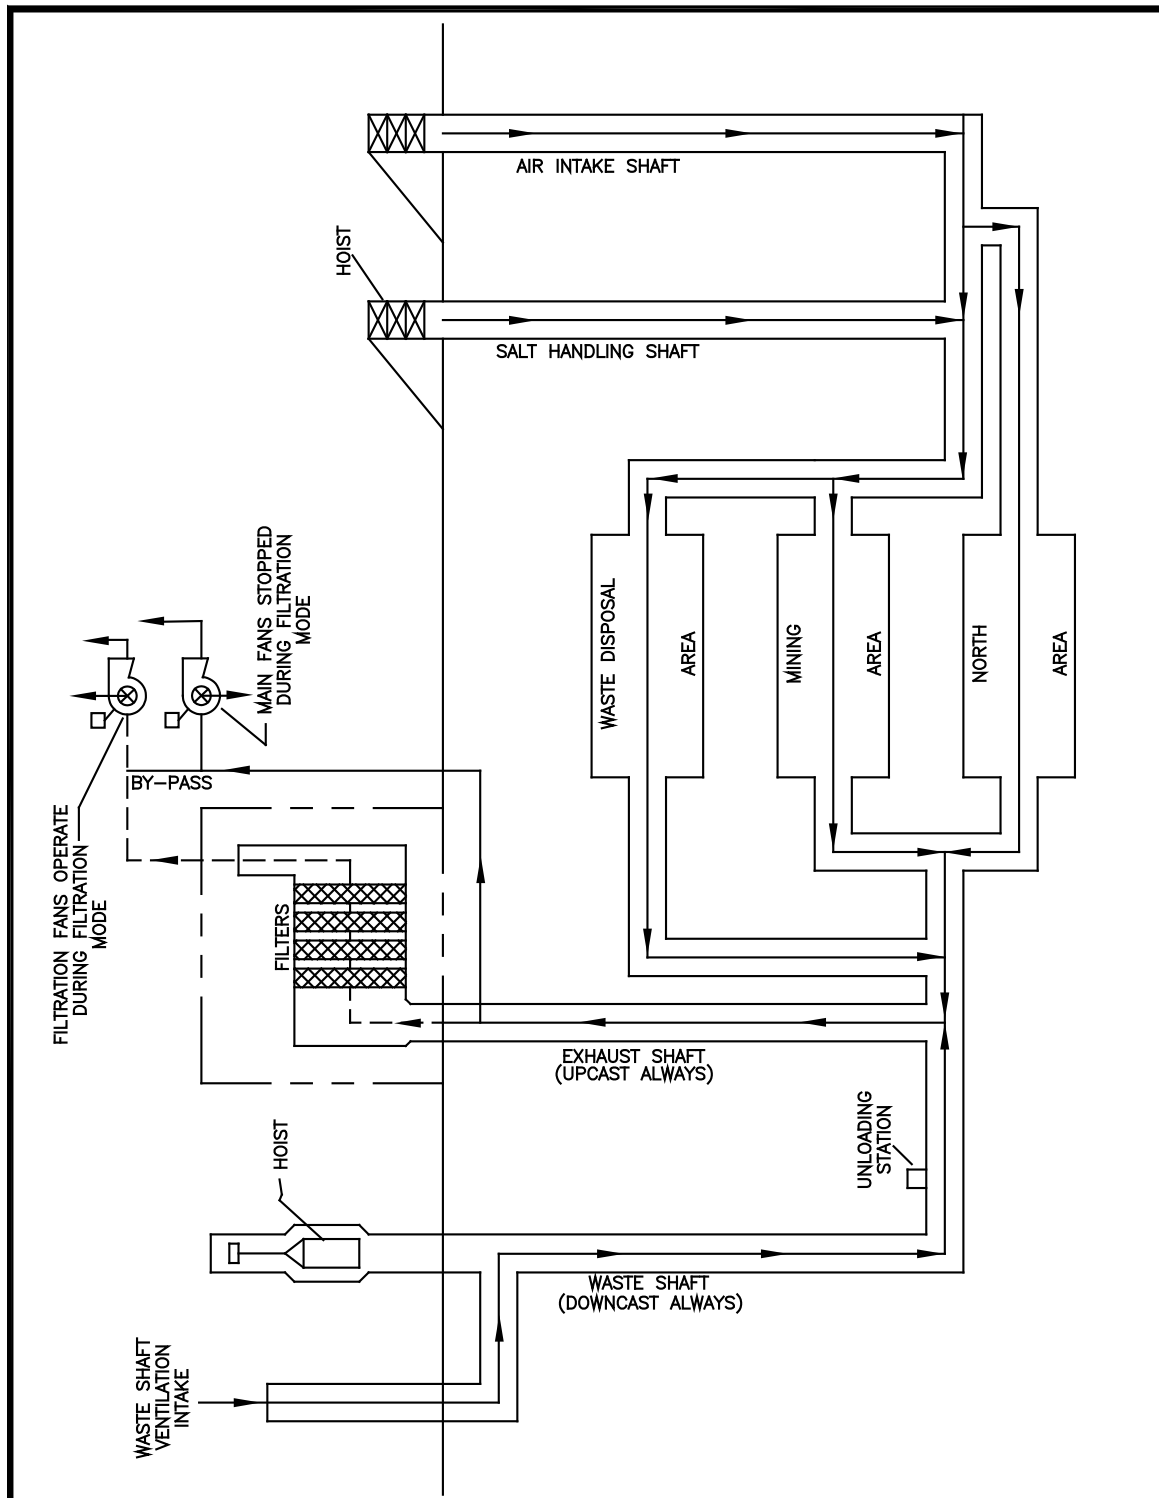 AIR INTAKE SHAFT
HOIST
SALT HANDLING SHAFT
MAIN FANS STOPPED
DURING FILTRATION
MODE
WASTE DISPOSAL
AREA
MINING
AREA
NORTH
AREA
BY-PASS
FILTRATION FANS OPERATE
DURING FILTRATION
MODE
FILTERS
EXHAUST SHAFT
(UPCAST ALWAYS)
UNLOADING
STATION
HOIST
WASTE SHAFT
(DOWNCAST ALWAYS)
WASTE SHAFT
VENTILATION
INTAKE